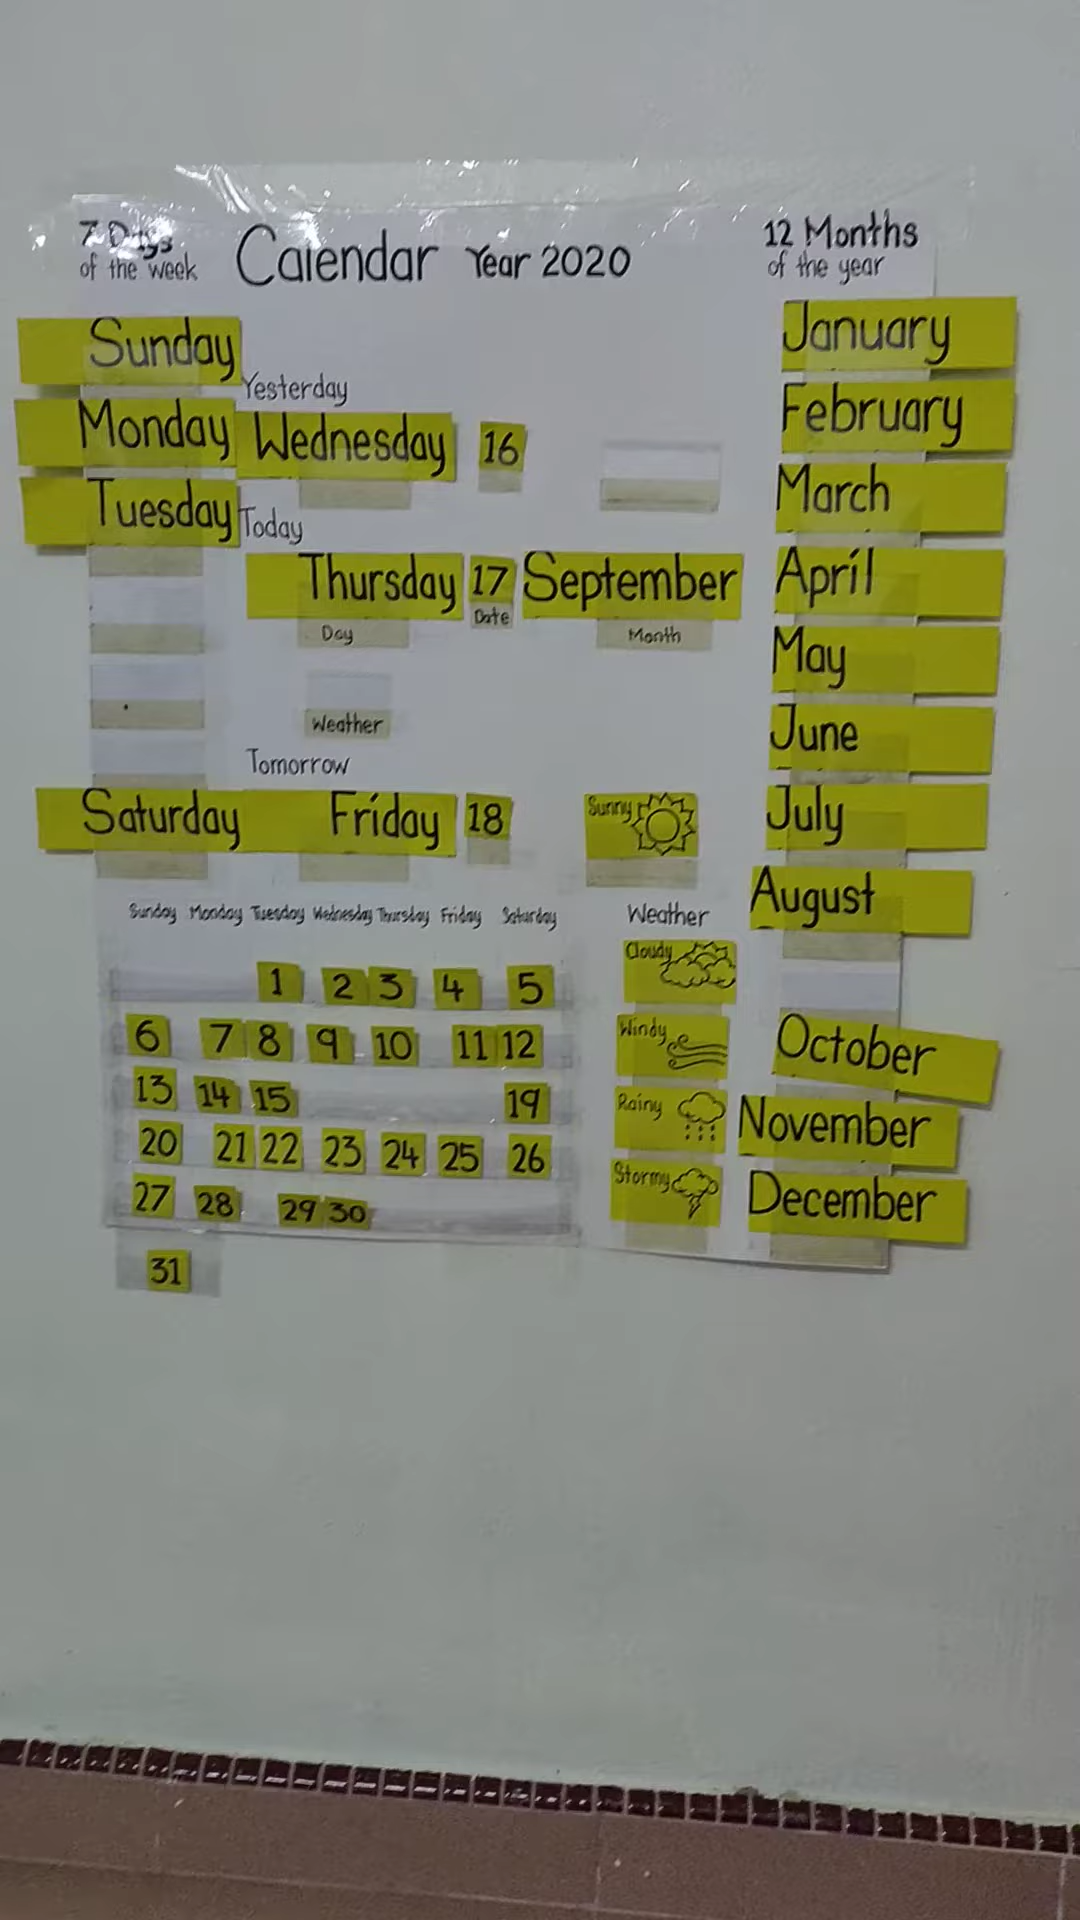 7 Days
of the week
Calendar Year 2020
12 Months
of the year
Sunday
Monday
Tuesday
Saturday
Yesterday
Wednesday 16
Today
Thursday 17 September
Day
Date
Month
Weather
Tomorrow
Friday 18
Sunday Monday Tuesday Wednesday Thursday Friday Saturday
1 2 3 4 5
6 7 8 9 10 11 12
13 14 15 19
20 21 22 23 24 25 26
27 28 29 30
31
Sunny
Weather
Cloudy
Windy
Rainy
Stormy
January
February
March
April
May
June
July
August
October
November
December